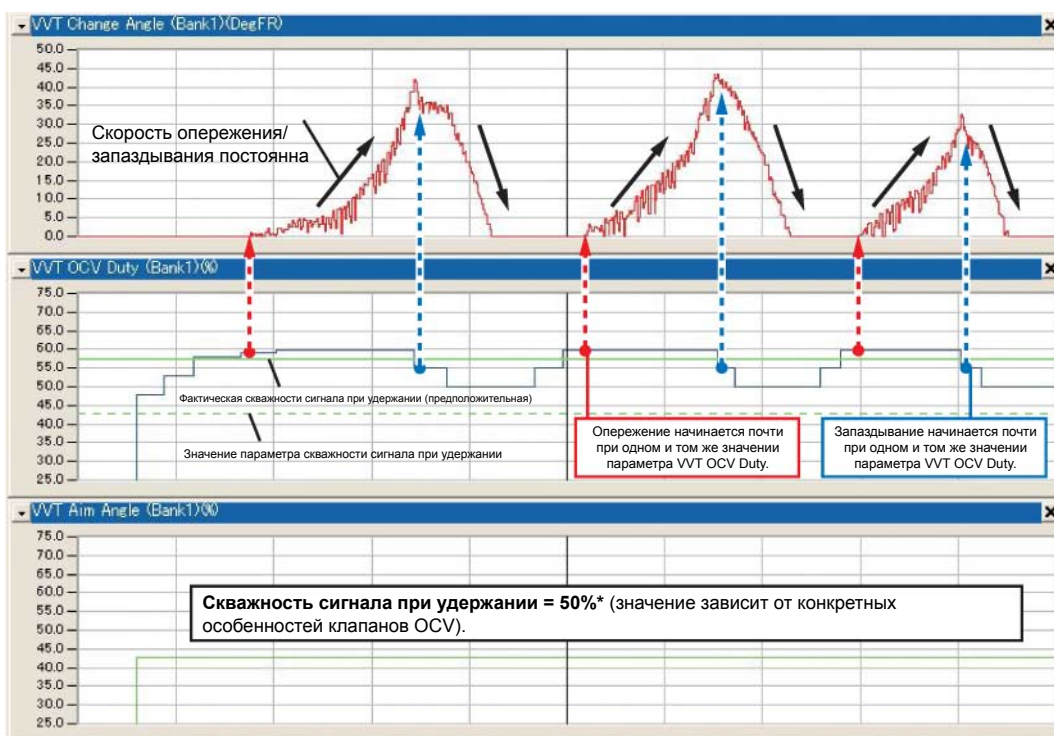 VVT Change Angle (Bank1)(DegFR)
50.0
45.0
40.0
35.0
30.0
25.0
20.0
15.0
10.0
5.0
0.0
Скорость опережения/
запаздывания постоянна
VVT OCV Duty (Bank1)(%)
75.0
70.0
65.0
60.0
55.0
50.0
45.0
40.0
35.0
30.0
25.0
Фактическая скважности сигнала при удержании (предположительная)
Значение параметра скважности сигнала при удержании
Опережение начинается почти
при одном и том же значении
параметра VVT OCV Duty.
Запаздывание начинается почти
при одном и том же значении
параметра VVT OCV Duty.
VVT Aim Angle (Bank1)(%)
75.0
70.0
65.0
60.0
55.0
50.0
45.0
40.0
35.0
30.0
25.0
Скважность сигнала при удержании = 50%* (значение зависит от конкретных
особенностей клапанов OCV).